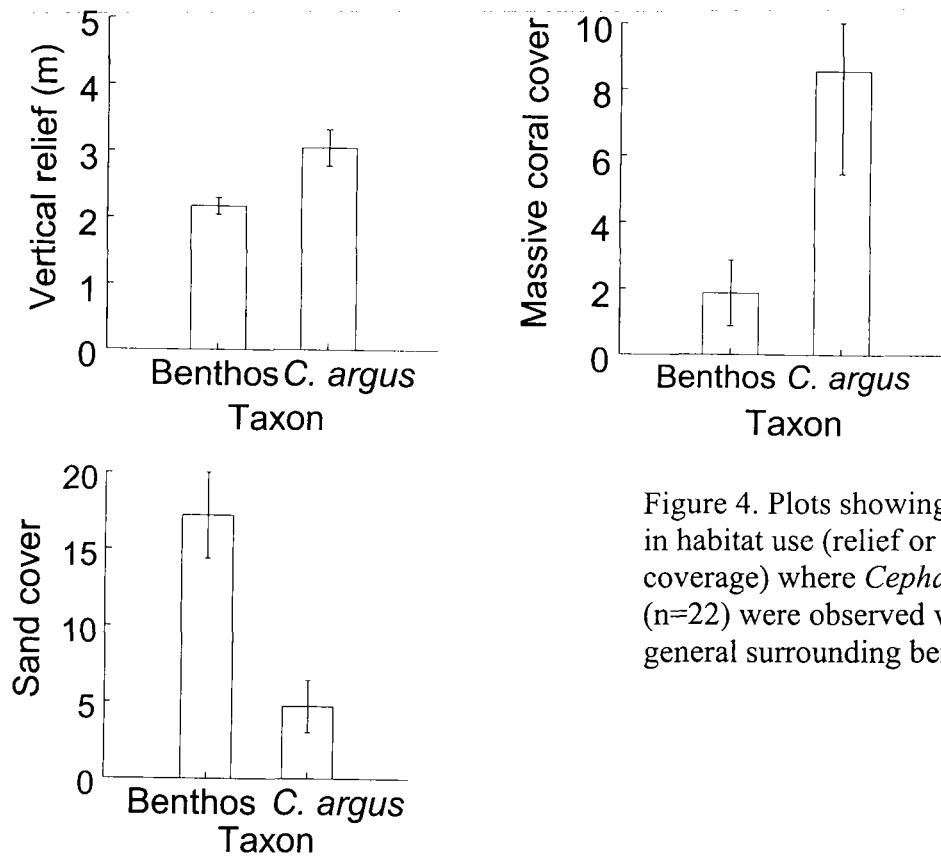 Vertical relief (m)
5
4
3
2
1
0
Benthos C. argus
Taxon
Massive coral cover
10
8
6
4
2
0
Benthos C. argus
Taxon
Sand cover
20
15
10
5
0
Benthos C. argus
Taxon
Figure 4. Plots showing
in habitat use (relief or
coverage) where
(n=22) were observed
general surrounding